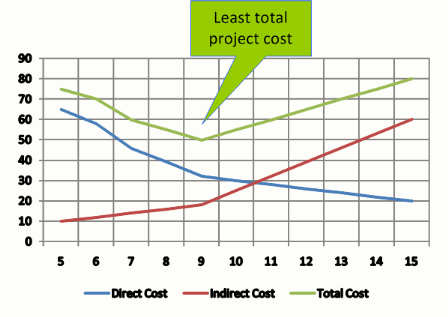 Least total
project cost
90
80
70
60
50
40
30
20
10
0
5 6 7 8 9 10 11 12 13 14 15
Direct Cost Indirect Cost Total Cost